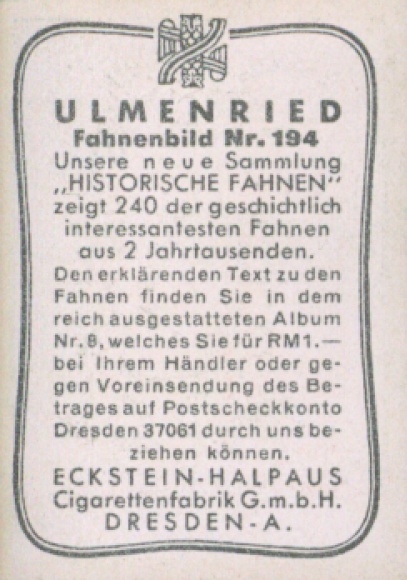 ULMENRIED
Fahnenbild Nr. 194
Unsere neue Sammlung
„HISTORISCHE FAHNEN“
zeigt 240 der geschichtlich
interessantesten Fahnen
aus 2 Jahrtausenden.
Den erklärenden Text zu den
Fahnen finden Sie in dem
reich ausgestatteten Album
Nr. 8, welches Sie für RM 1.—
bei Ihrem Händler oder ge-
gen Voreinsendung des Be-
trages auf Postscheckkonto
Dresden 37061 durch uns be-
ziehen können.
ECKSTEIN-HALPAUS
Cigarettenfabrik G.m.b.H.
DRESDEN-A.